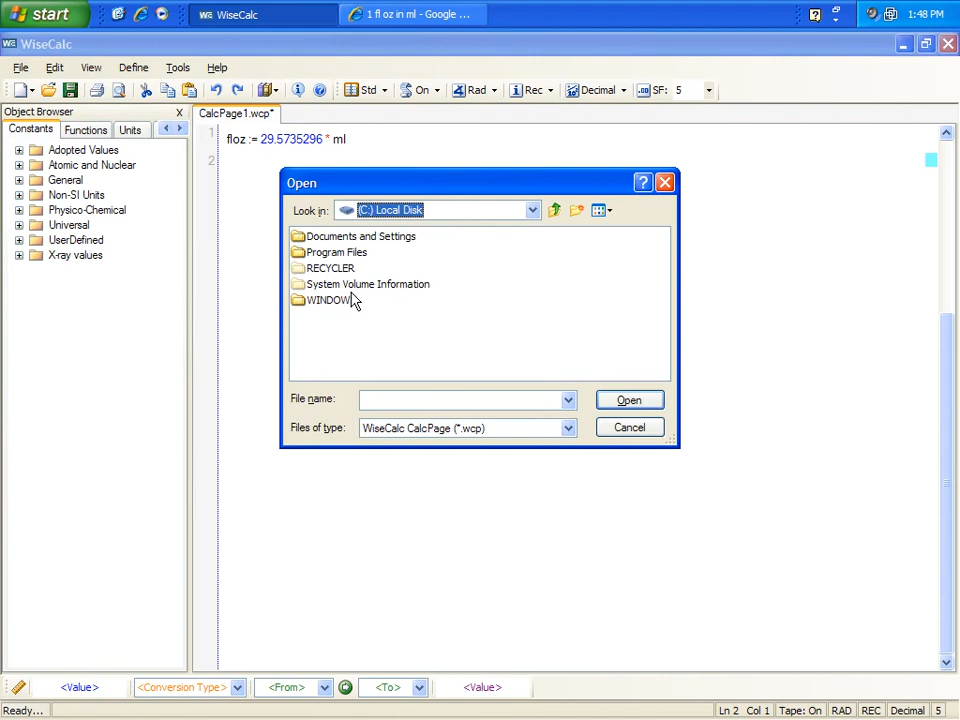 start
WiseCalc
1 fl oz in ml - Google ...
1:48 PM
WiseCalc
File Edit View Define Tools Help
Std On Rad Rec Decimal SF: 5
Object Browser X
CalcPage1.wcp*
Constants Functions Units
Adopted Values
Atomic and Nuclear
General
Non-SI Units
Physico-Chemical
Universal
UserDefined
X-ray values
1 floz := 29.5735296 * ml
2
Open
Look in: (C:) Local Disk
Documents and Settings
Program Files
RECYCLER
System Volume Information
WINDOW
File name: Open
Files of type: WiseCalc CalcPage (*.wcp) Cancel
<Value> <Conversion Type> <From> <To> <Value>
Ready... Ln 2 Col 1 Tape: On RAD REC Decimal 5